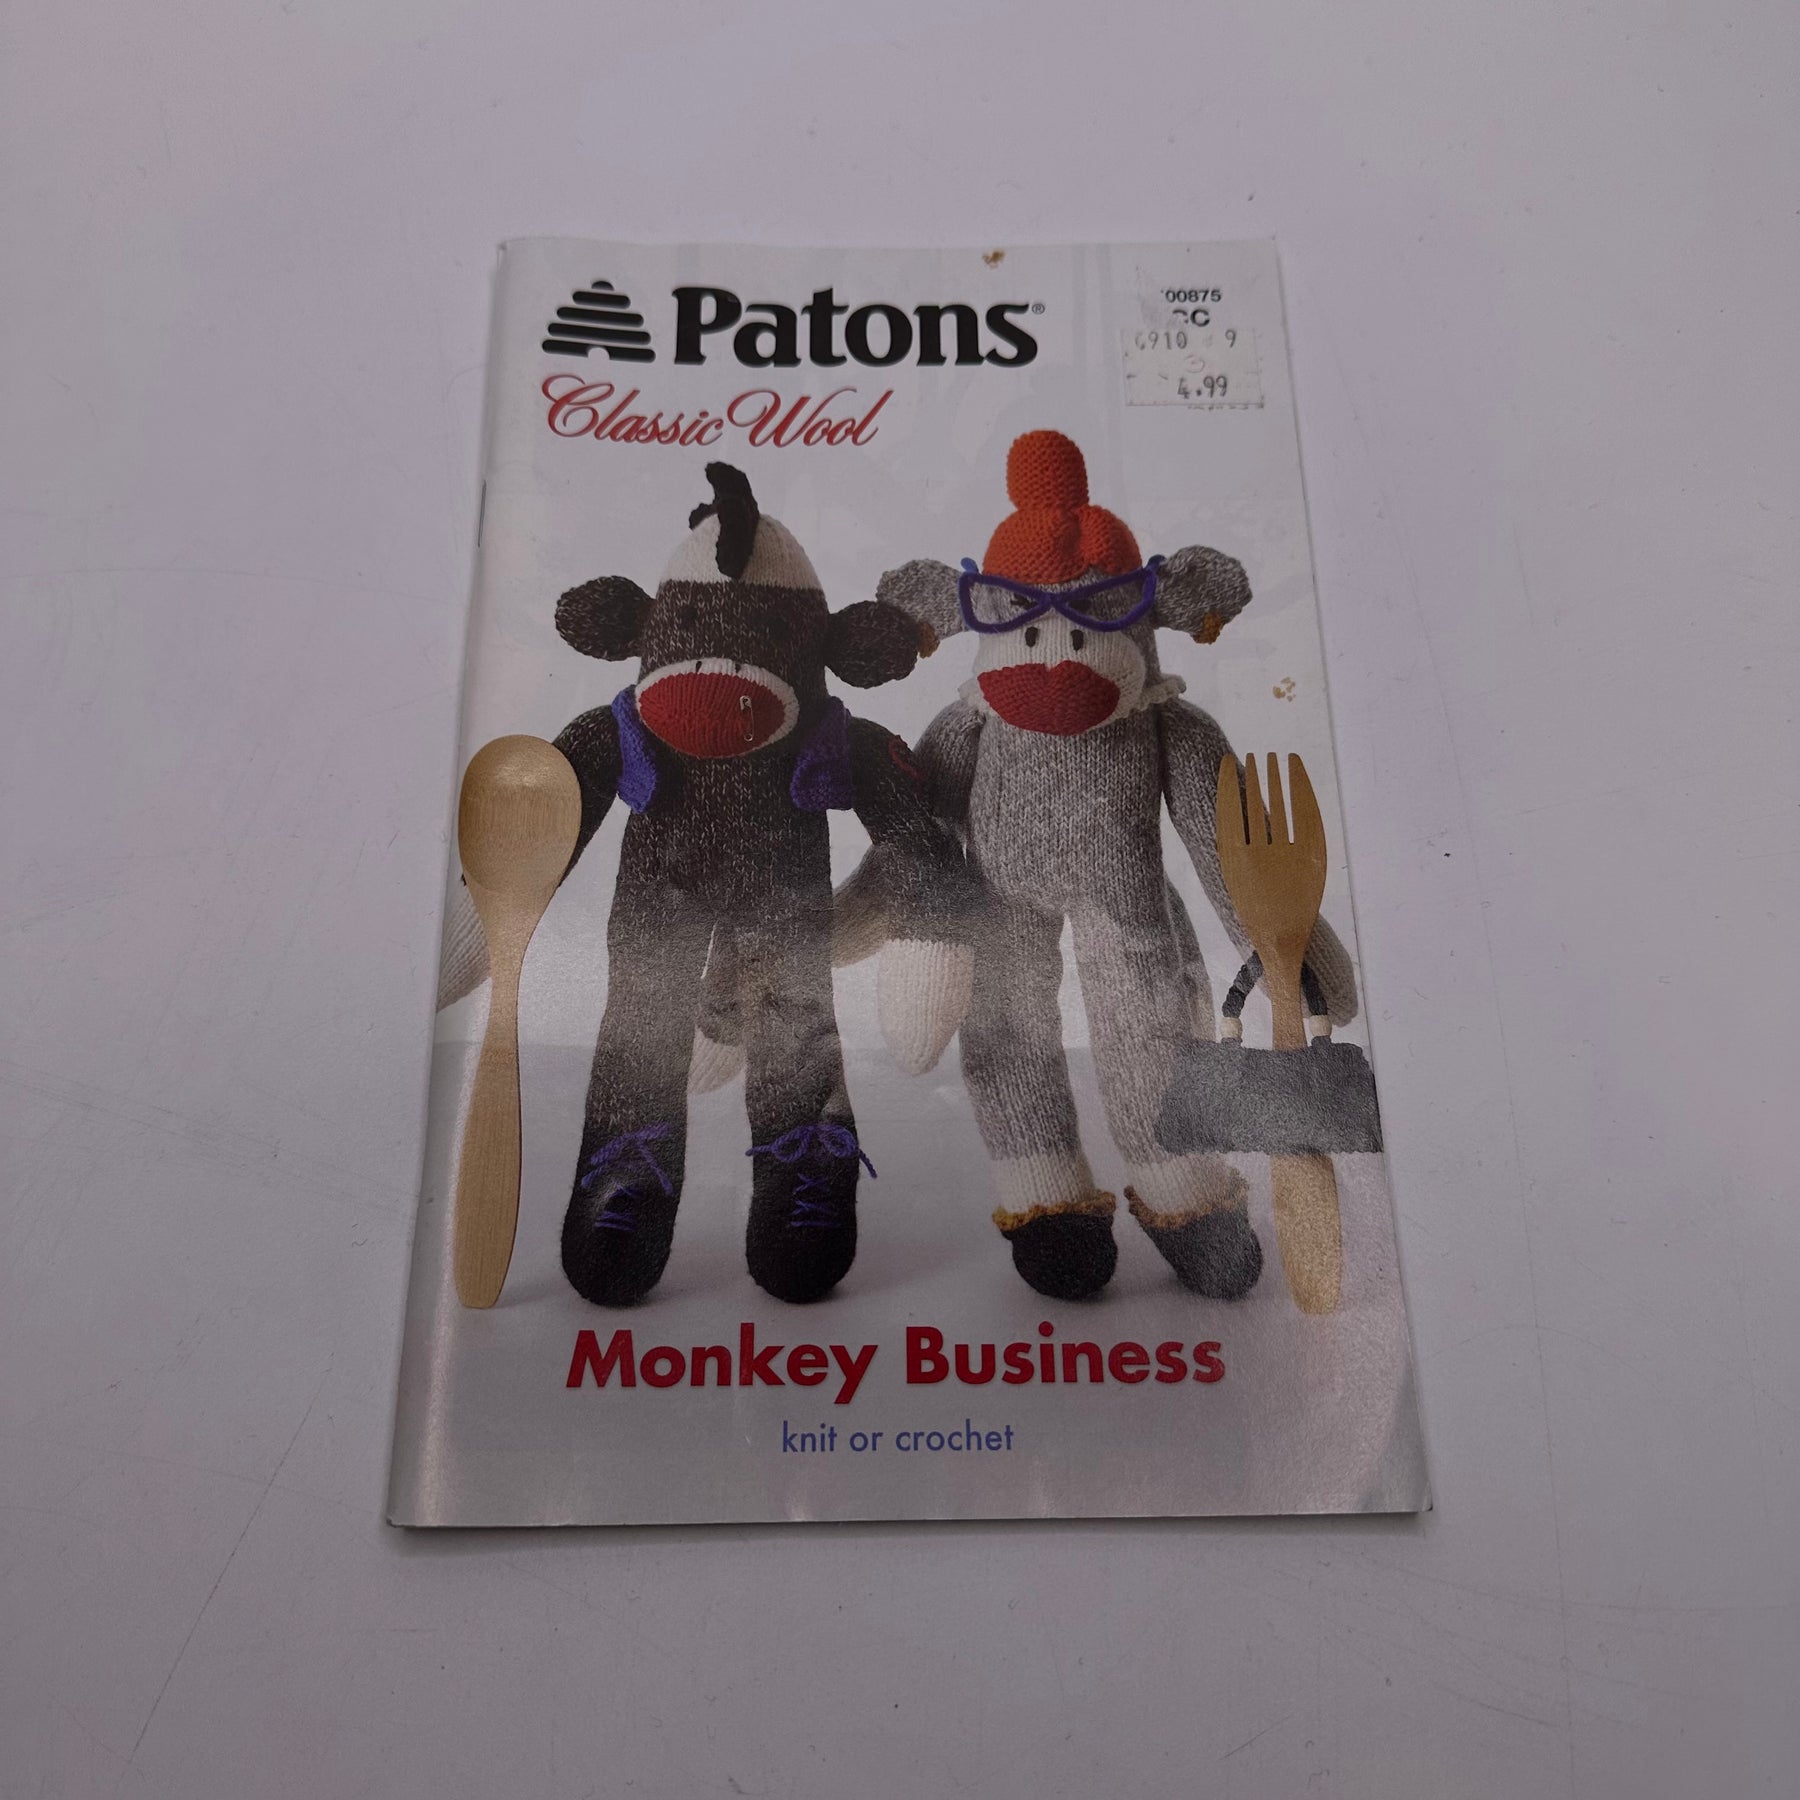 Patons®
Classic Wool
00875
4.99
Monkey Business
knit or crochet